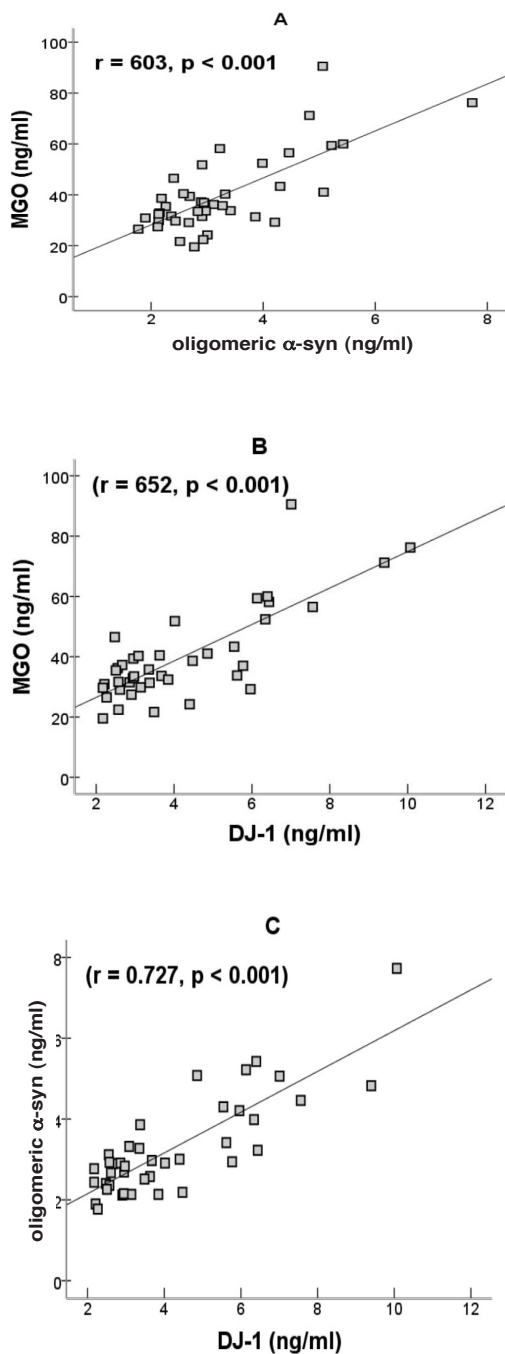 A
r = 603, p < 0.001
100
80
60
40
20
0
MGO (ng/ml)
2
4
6
8
oligomeric α-syn (ng/ml)
B
(r = 652, p < 0.001)
100
80
60
40
20
0
MGO (ng/ml)
2
4
6
8
10
12
DJ-1 (ng/ml)
C
(r = 0.727, p < 0.001)
8
6
4
2
0
oligomeric α-syn (ng/ml)
2
4
6
8
10
12
DJ-1 (ng/ml)